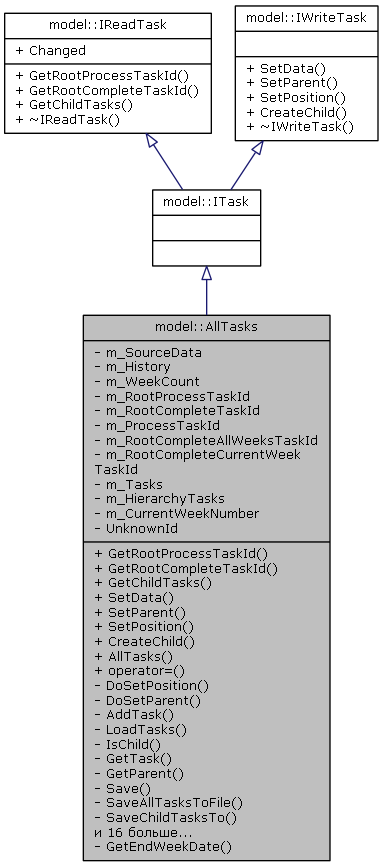 model::IReadTask
+ Changed
+ GetRootProcessTaskId()
+ GetRootCompleteTaskId()
+ GetChildTasks()
+ ~IReadTask()
model::IWriteTask
+ SetData()
+ SetParent()
+ SetPosition()
+ CreateChild()
+ ~IWriteTask()
model::ITask
model::AllTasks
- m_SourceData
- m_History
- m_WeekCount
- m_RootProcessTaskId
- m_RootCompleteTaskId
- m_ProcessTaskId
- m_RootCompleteAllWeeksTaskId
- m_RootCompleteCurrentWeek
TaskId
- m_Tasks
- m_HierarchyTasks
- m_CurrentWeekNumber
- UnknownId
+ GetRootProcessTaskId()
+ GetRootCompleteTaskId()
+ GetChildTasks()
+ SetData()
+ SetParent()
+ SetPosition()
+ CreateChild()
+ AllTasks()
+ operator=()
- DoSetPosition()
- DoSetParent()
- AddTask()
- LoadTasks()
- IsChild()
- GetTask()
- GetParent()
- Save()
- SaveAllTasksToFile()
- SaveChildTasksTo()
и 16 больше...
- GetEndWeekDate()